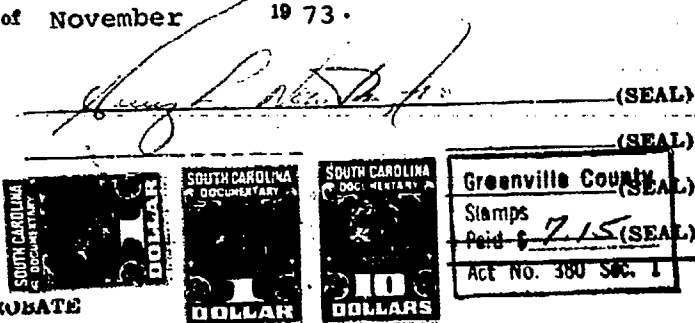 of November 19 73.
(SEAL)
(SEAL)
SOUTH CAROLINA
DOCUMENTARY
DOLLAR
SOUTH CAROLINA
DOCUMENTARY
1
DOLLAR
SOUTH CAROLINA
DOCUMENTARY
10
DOLLARS
Greenville County (SEAL)
Stamps
Paid $ 7.15 (SEAL)
Act No. 380 Sec. 1